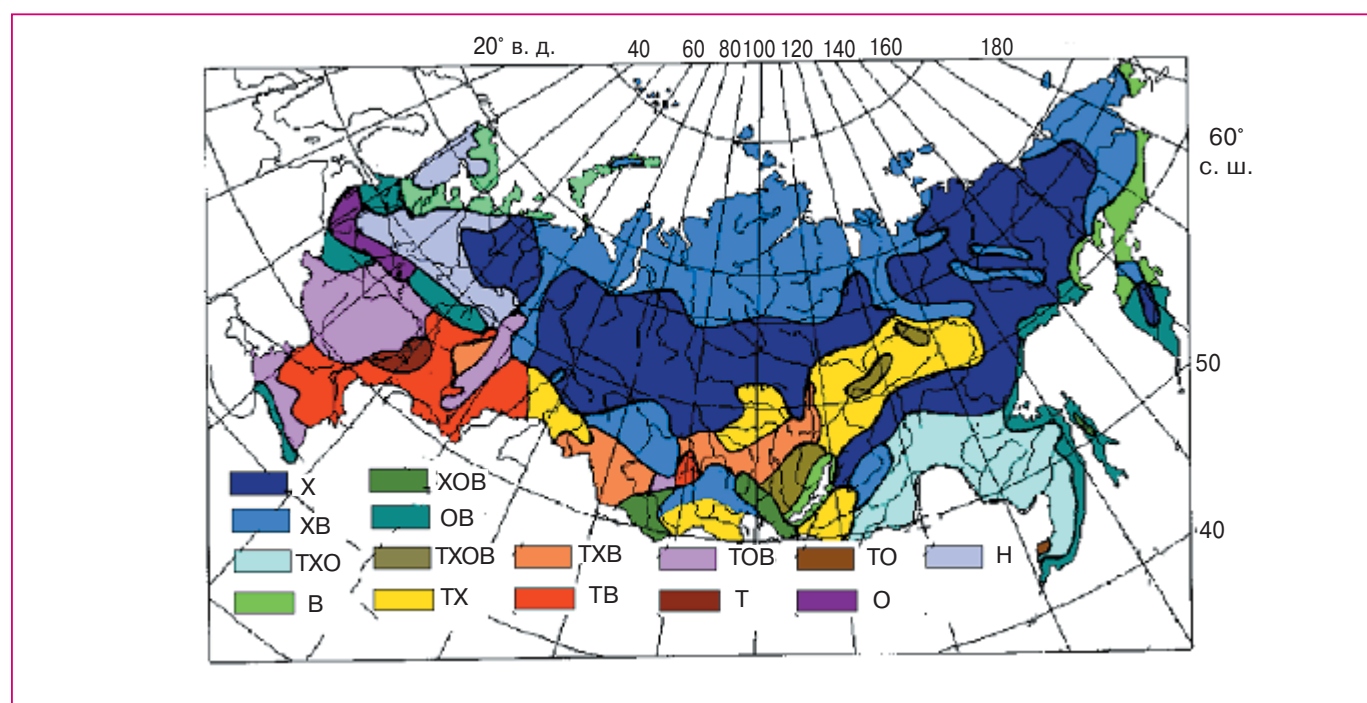 20° в. д. 40 60 80 100 120 140 160 180
60°
с. ш.
50
40
Х ХОВ
ХВ ОВ
ТХО ТХОВ ТХВ ТОВ ТО Н
В ТХ ТВ Т О